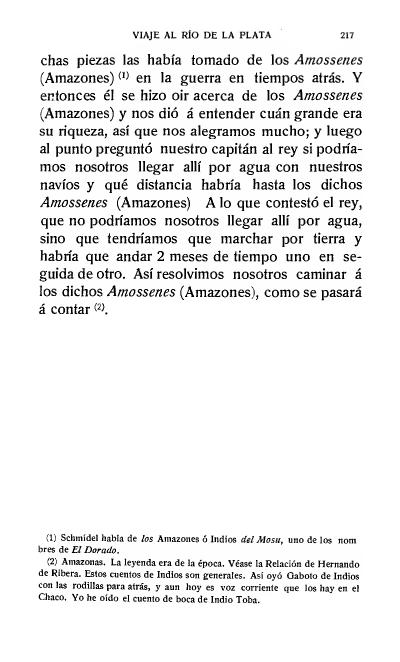 VIAJE AL RÍO DE LA PLATA 217
chas piezas las había tomado de los Amossenes
(Amazones) (1) en la guerra en tiempos atrás. Y
entonces él se hizo oir acerca de los Amossenes
(Amazones) y nos dió á entender cuán grande era
su riqueza, así que nos alegramos mucho; y luego
al punto preguntó nuestro capitán al rey si podría-
mos nosotros llegar allí por agua con nuestros
navíos y qué distancia habría hasta los dichos
Amossenes (Amazones) A lo que contestó el rey,
que no podríamos nosotros llegar allí por agua,
sino que tendríamos que marchar por tierra y
habría que andar 2 meses de tiempo uno en se-
guida de otro. Así resolvimos nosotros caminar á
los dichos Amossenes (Amazones), como se pasará
á contar (2).
(1) Schmídel habla de los Amazones ó Indios del Mosu, uno de los nom
bres de El Dorado.
(2) Amazonas. La leyenda era de la época. Véase la Relación de Hernando
de Ribera. Estos cuentos de Indios son generales. Así oyó Gaboto de Indios
con las rodillas para atrás, y aun hoy es voz corriente que los hay en el
Chaco. Yo he oído el cuento de boca de Indio Toba.